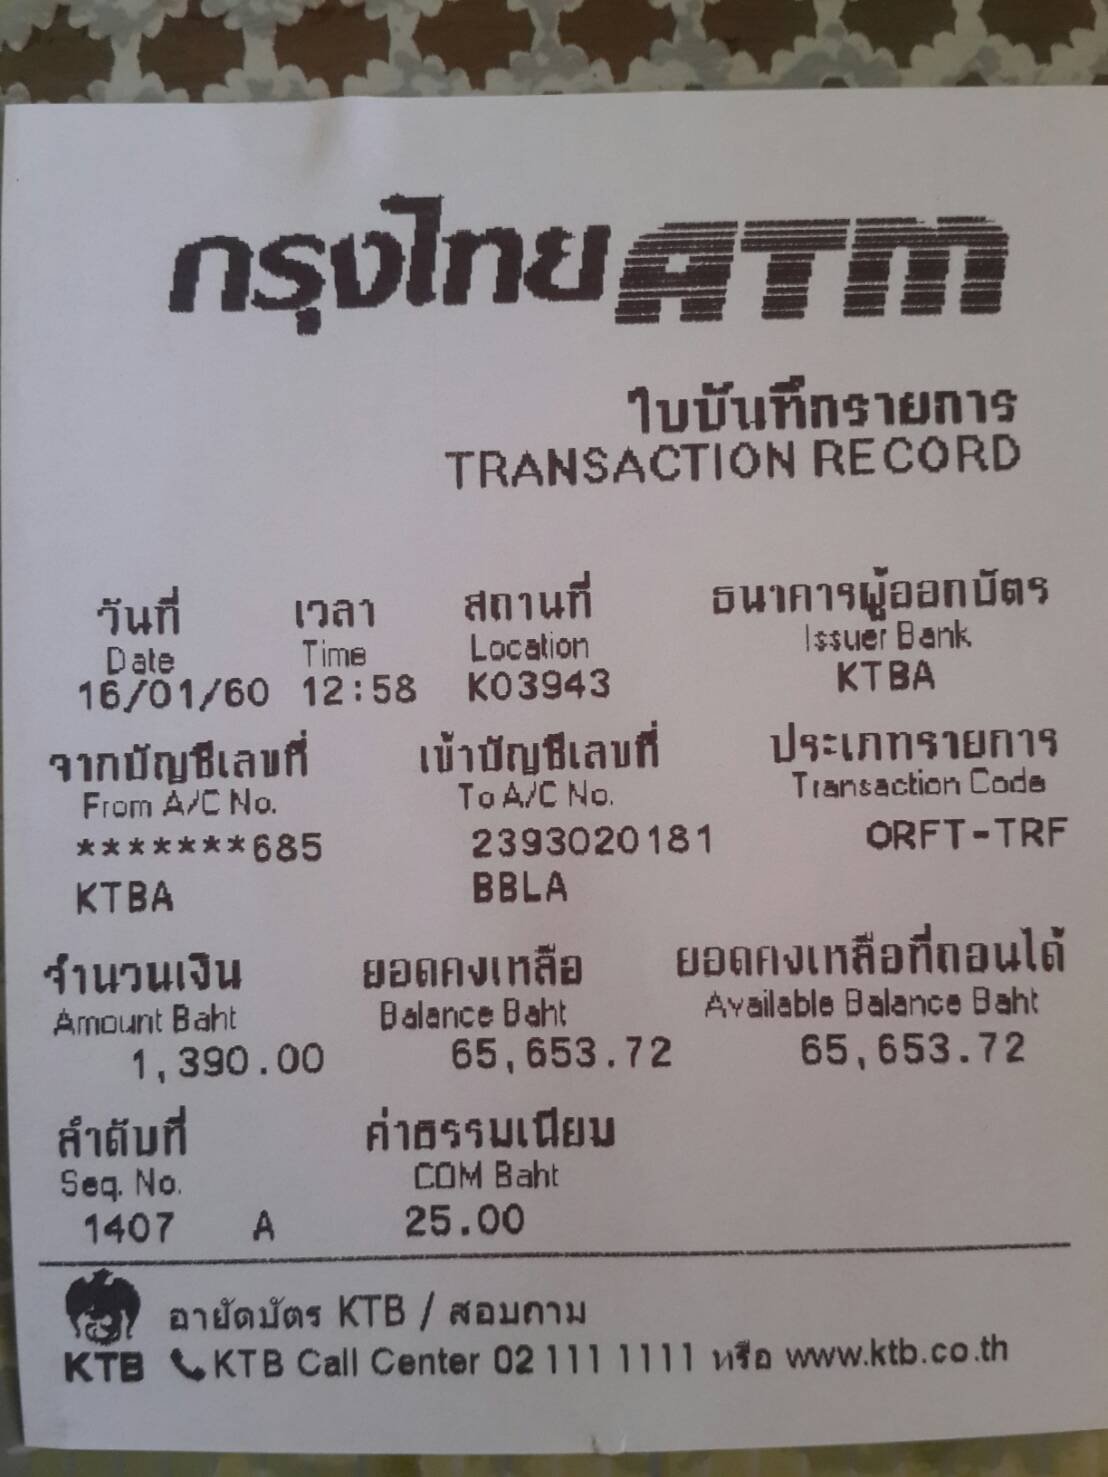 กรุงไทย ATM
ใบบันทึกรายการ
TRANSACTION RECORD
วันที่ เวลา สถานที่ ธนาคารผู้ออกบัตร
Date Time Location Issuer Bank
16/01/60 12:58 K03943 KTBA
จากบัญชีเลขที่ เข้าบัญชีเลขที่ ประเภทรายการ
From A/C No. To A/C No. Transaction Code
*******685 2393020181 ORFT-TRF
KTBA BBLA
จำนวนเงิน ยอดคงเหลือ ยอดคงเหลือที่ถอนได้
Amount Baht Balance Baht Available Balance Baht
1,390.00 65,653.72 65,653.72
ลำดับที่ ค่าธรรมเนียม
Seq. No. COM Baht
1407 A 25.00
อายัดบัตร KTB / สอบถาม
KTB KTB Call Center 02 111 1111 หรือ www.ktb.co.th